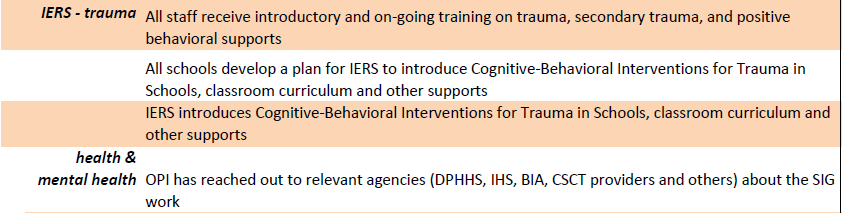 IERS - trauma All staff receive introductory and on-going training on trauma, secondary trauma, and positive
behavioral supports
All schools develop a plan for IERS to introduce Cognitive-Behavioral Interventions for Trauma in
Schools, classroom curriculum and other supports
IERS introduces Cognitive-Behavioral Interventions for Trauma in Schools, classroom curriculum and
other supports
health &
mental health OPI has reached out to relevant agencies (DPHHS, IHS, BIA, CSCT providers and others) about the SIG
work